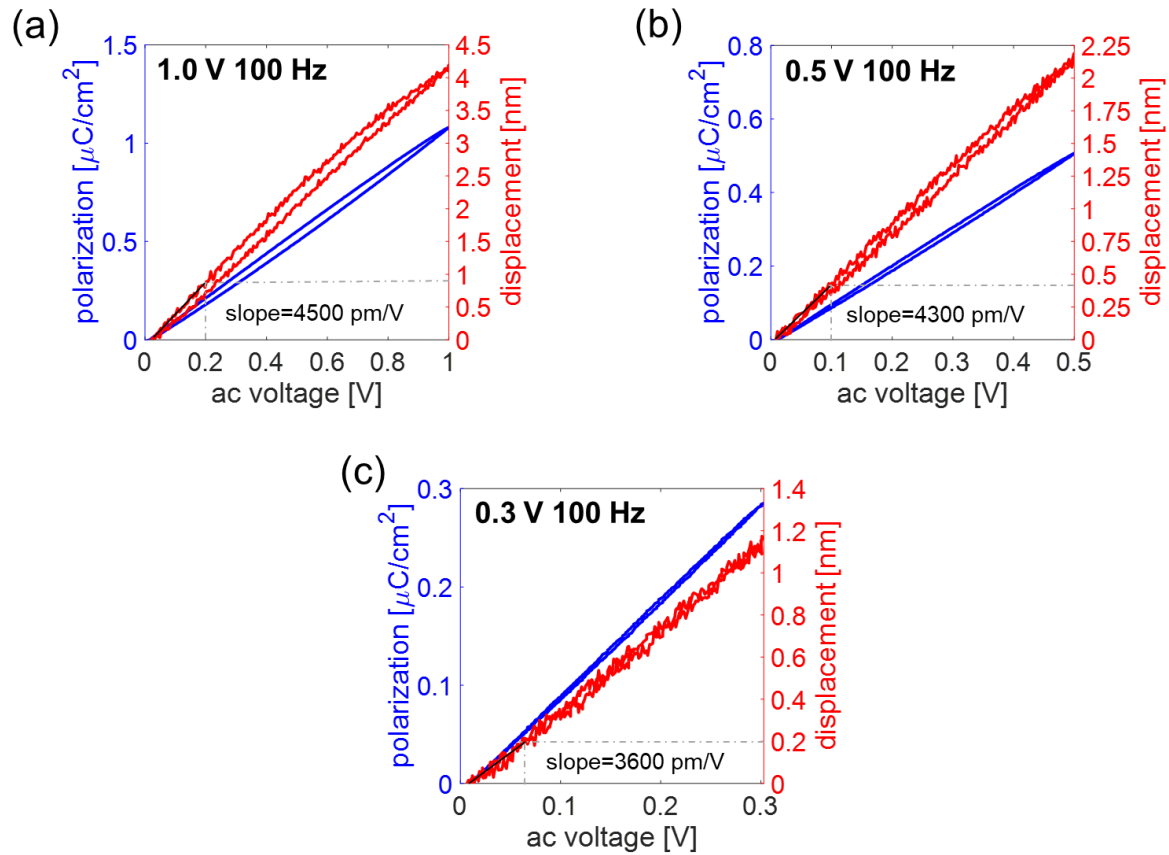 (a)
1.0 V 100 Hz
polarization [μC/cm²]
1.5
1
0.5
0
displacement [nm]
4.5
4
3.5
3
2.5
2
1.5
1
0.5
0
slope=4500 pm/V
0 0.2 0.4 0.6 0.8 1
ac voltage [V]
(b)
0.5 V 100 Hz
polarization [μC/cm²]
0.8
0.6
0.4
0.2
0
displacement [nm]
2.25
2
1.75
1.5
1.25
1
0.75
0.5
0.25
0
slope=4300 pm/V
0 0.1 0.2 0.3 0.4 0.5
ac voltage [V]
(c)
0.3 V 100 Hz
polarization [μC/cm²]
0.3
0.2
0.1
0
displacement [nm]
1.4
1.2
1
0.8
0.6
0.4
0.2
0
slope=3600 pm/V
0 0.1 0.2 0.3
ac voltage [V]